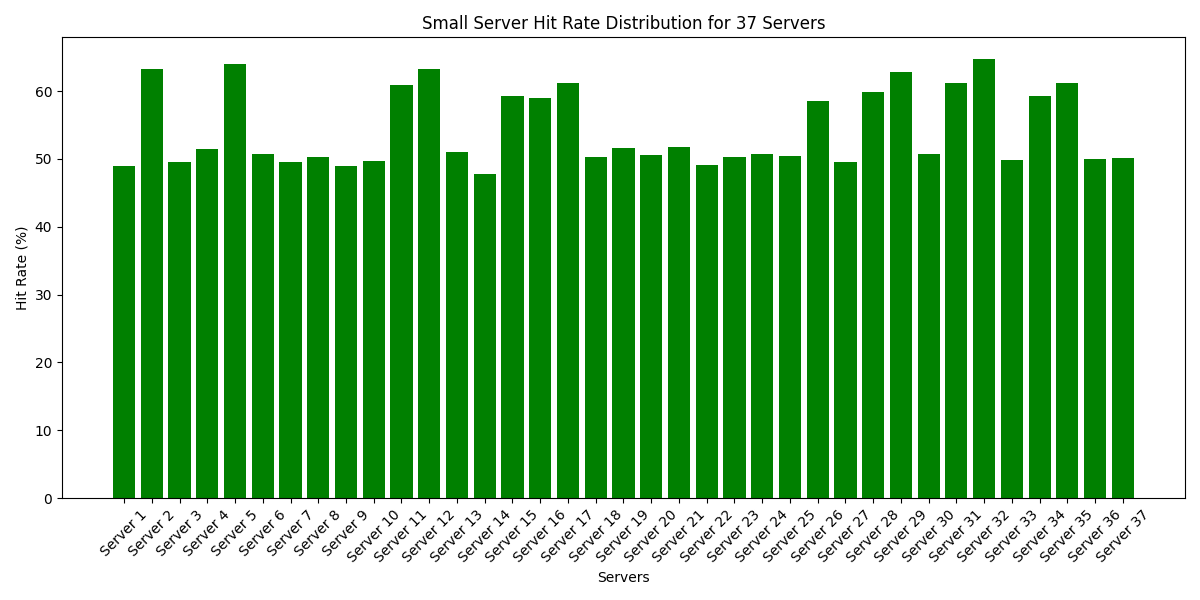 Small Server Hit Rate Distribution for 37 Servers
Hit Rate (%)
60
50
40
30
20
10
0
Server 1
Server 2
Server 3
Server 4
Server 5
Server 6
Server 7
Server 8
Server 9
Server 10
Server 11
Server 12
Server 13
Server 14
Server 15
Server 16
Server 17
Server 18
Server 19
Server 20
Server 21
Server 22
Server 23
Server 24
Server 25
Server 26
Server 27
Server 28
Server 29
Server 30
Server 31
Server 32
Server 33
Server 34
Server 35
Server 36
Server 37
Servers